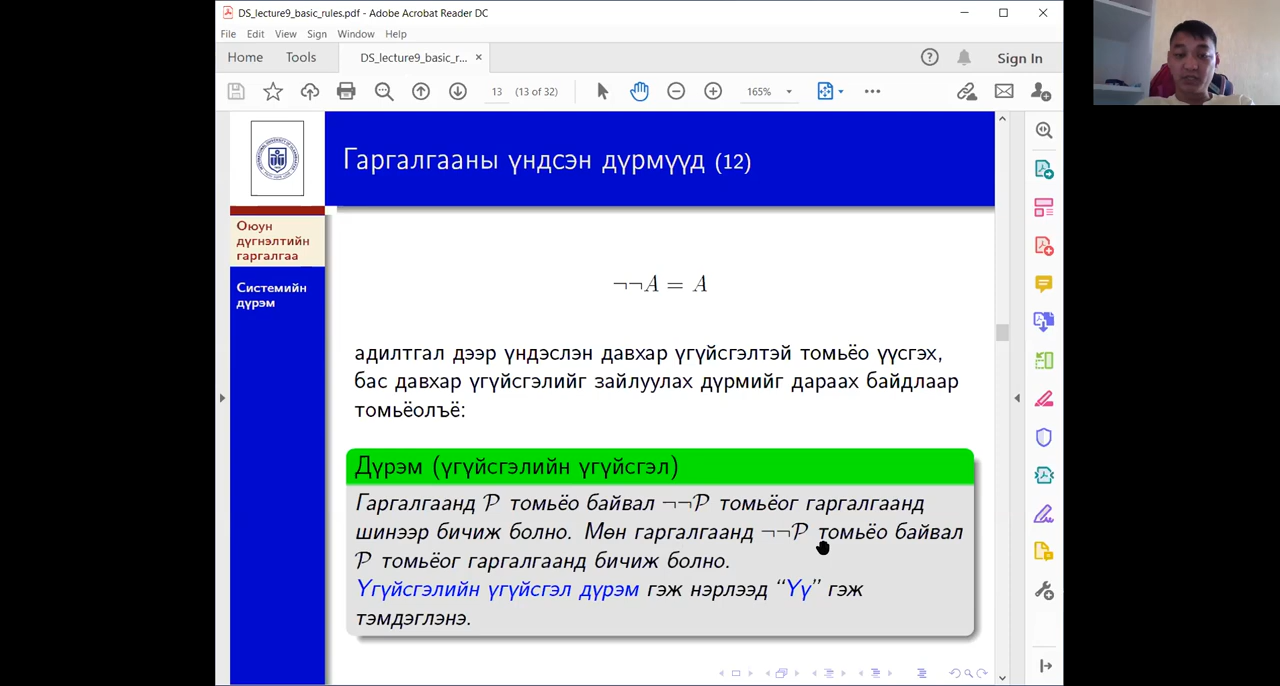 DS_lecture9_basic_rules.pdf - Adobe Acrobat Reader DC
File Edit View Sign Window Help
Home Tools DS_lecture9_basic_r... × Sign In
13 (13 of 32) 165%
Гаргалгааны үндсэн дүрмүүд (12)
Оюун
дүгнэлтийн
гаргалгаа
Системийн
дүрэм
¬¬A = A
адилтгал дээр үндэслэн давхар үгүйсгэлтэй томьёо үүсгэх,
бас давхар үгүйсгэлийг зайлуулах дүрмийг дараах байдлаар
томьёолъё:
Дүрэм (үгүйсгэлийн үгүйсгэл)
Гаргалгаанд P томьёо байвал ¬¬P томьёог гаргалгаанд
шинээр бичиж болно. Мөн гаргалгаанд ¬¬P томьёо байвал
P томьёог гаргалгаанд бичиж болно.
Үгүйсгэлийн үгүйсгэл дүрэм гэж нэрлээд “Үү” гэж
тэмдэглэнэ.